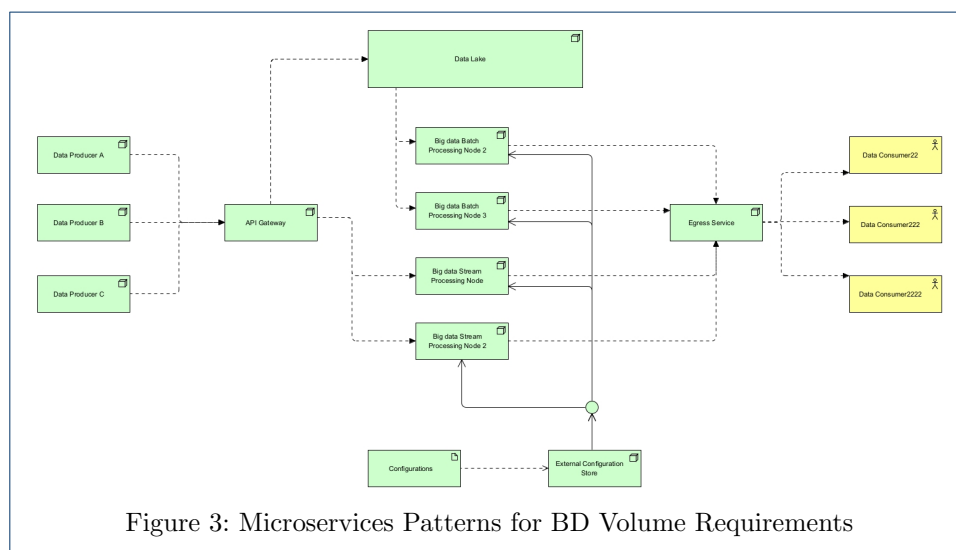 Data Lake
Big data Batch
Processing Node 2
Data Producer A
Data Consumer22
Big data Batch
Processing Node 3
Data Producer B
API Gateway
Egress Service
Data Consumer222
Big data Stream
Processing Node
Data Producer C
Data Consumer2222
Big data Stream
Processing Node 2
Configurations
External Configuration
Store
Figure 3: Microservices Patterns for BD Volume Requirements